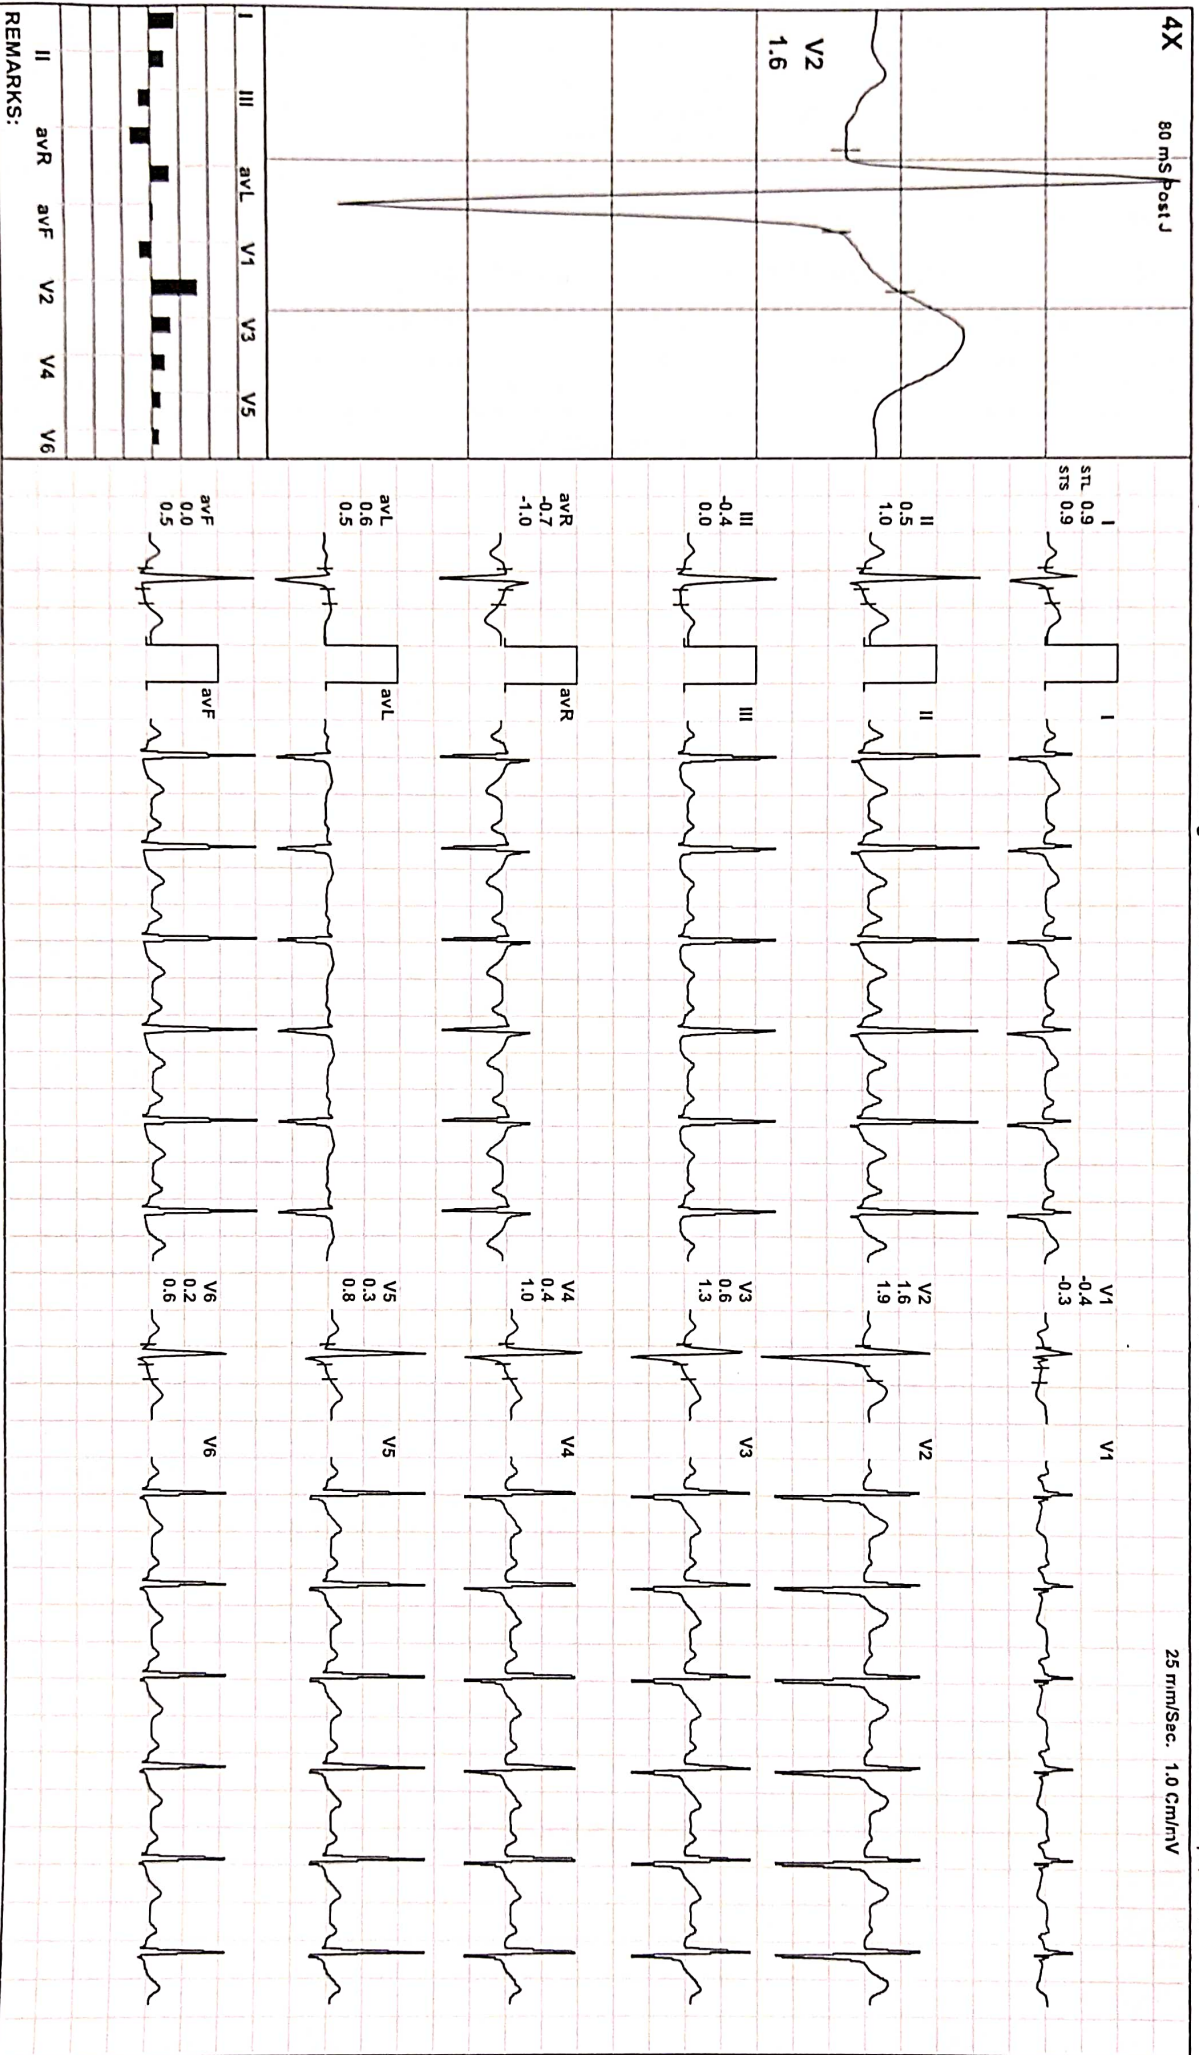 4X
80 mS Post J
25 mm/Sec. 1.0 Cm/mV
V2
1.6
I
STL 0.9
STS 0.9
I
V1
-0.4
-0.3
V1
II
0.5
1.0
II
V2
1.6
1.9
V2
III
-0.4
0.0
III
V3
0.6
1.3
V3
avR
-0.7
-1.0
avR
V4
0.4
1.0
V4
avL
0.6
0.5
avL
V5
0.3
0.8
V5
avF
0.0
0.5
avF
V6
0.2
0.6
V6
I III avL V1 V3 V5
II avR avF V2 V4 V6
REMARKS: